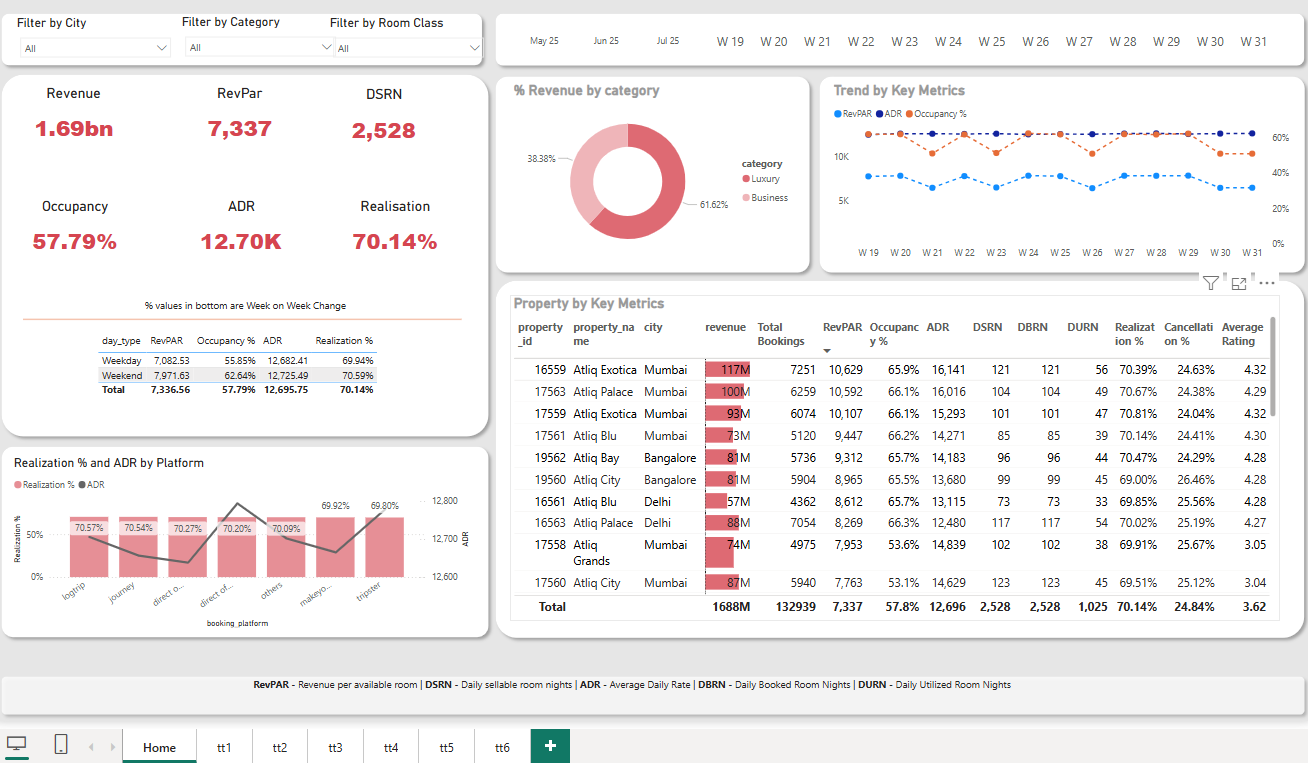 Filter by City
Filter by Category
Filter by Room Class
All
All
All
May 25 Jun 25 Jul 25 W 19 W 20 W 21 W 22 W 23 W 24 W 25 W 26 W 27 W 28 W 29 W 30 W 31
Revenue RevPar DSRN
1.69bn 7,337 2,528
Occupancy ADR Realisation
57.79% 12.70K 70.14%
% values in bottom are Week on Week Change
day_type RevPAR Occupancy % ADR Realization %
Weekday 7,082.53 55.85% 12,682.41 69.94%
Weekend 7,971.63 62.64% 12,725.49 70.59%
Total 7,336.56 57.79% 12,695.75 70.14%
% Revenue by category
38.38%
61.62%
category
Luxury
Business
Trend by Key Metrics
RevPAR ADR Occupancy %
10K
5K
60%
40%
20%
0%
W 19 W 20 W 21 W 22 W 23 W 24 W 25 W 26 W 27 W 28 W 29 W 30 W 31
Realization % and ADR by Platform
Realization % ADR
Realization %
50%
0%
70.57% 70.54% 70.27% 70.20% 70.09% 69.92% 69.80%
12,800
12,700
12,600
ADR
logtrip journey direct o... direct of... others makeyo... tripster
booking_platform
Property by Key Metrics
property_id property_name city revenue Total Bookings RevPAR Occupancy % ADR DSRN DBRN DURN Realization % Cancellation % Average Rating
16559 Atliq Exotica Mumbai 117M 7251 10,629 65.9% 16,141 121 121 56 70.39% 24.63% 4.32
17563 Atliq Palace Mumbai 100M 6259 10,592 66.1% 16,016 104 104 49 70.67% 24.38% 4.29
17559 Atliq Exotica Mumbai 93M 6074 10,107 66.1% 15,293 101 101 47 70.81% 24.04% 4.32
17561 Atliq Blu Mumbai 73M 5120 9,447 66.2% 14,271 85 85 39 70.14% 24.41% 4.30
19562 Atliq Bay Bangalore 81M 5736 9,312 65.7% 14,183 96 96 44 70.47% 24.29% 4.28
19560 Atliq City Bangalore 81M 5904 8,965 65.5% 13,680 99 99 45 69.00% 26.46% 4.28
16561 Atliq Blu Delhi 57M 4362 8,612 65.7% 13,115 73 73 33 69.85% 25.56% 4.28
16563 Atliq Palace Delhi 88M 7054 8,269 66.3% 12,480 117 117 54 70.02% 25.19% 4.27
17558 Atliq Grands Mumbai 74M 4975 7,953 53.6% 14,839 102 102 38 69.91% 25.67% 3.05
17560 Atliq City Mumbai 87M 5940 7,763 53.1% 14,629 123 123 45 69.51% 25.12% 3.04
Total 1688M 132939 7,337 57.8% 12,696 2,528 2,528 1,025 70.14% 24.84% 3.62
RevPAR - Revenue per available room | DSRN - Daily sellable room nights | ADR - Average Daily Rate | DBRN - Daily Booked Room Nights | DURN - Daily Utilized Room Nights
Home tt1 tt2 tt3 tt4 tt5 tt6 +